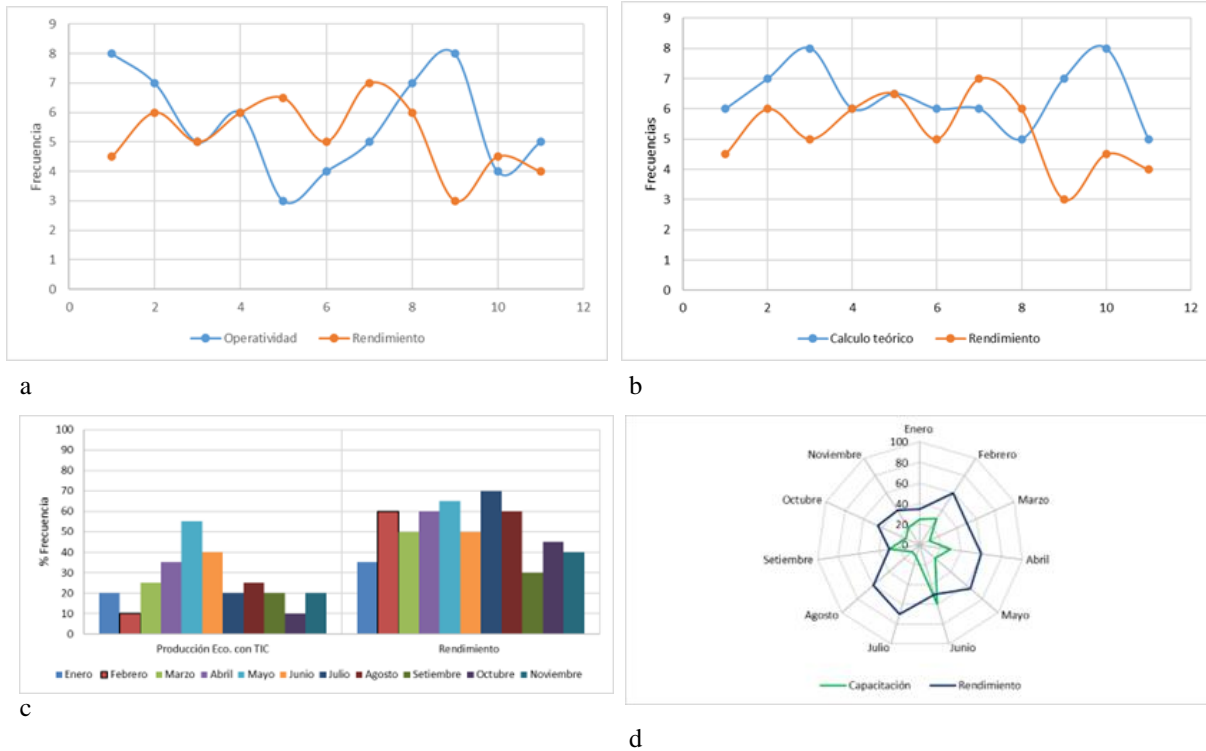 9
8
7
6
5
4
3
2
1
0
Frecuencia
0 2 4 6 8 10 12
Operatividad Rendimiento
a
9
8
7
6
5
4
3
2
1
0
Frecuencias
0 2 4 6 8 10 12
Calculo teórico Rendimiento
b
100
90
80
70
60
50
40
30
20
10
0
% Frecuencia
Producción Eco. con TIC Rendimiento
Enero Febrero Marzo Abril Mayo Junio Julio Agosto Setiembre Octubre Noviembre
c
Enero
Febrero
Marzo
Abril
Mayo
Junio
Julio
Agosto
Setiembre
Octubre
Noviembre
100
80
60
40
20
0
Capacitación Rendimiento
d